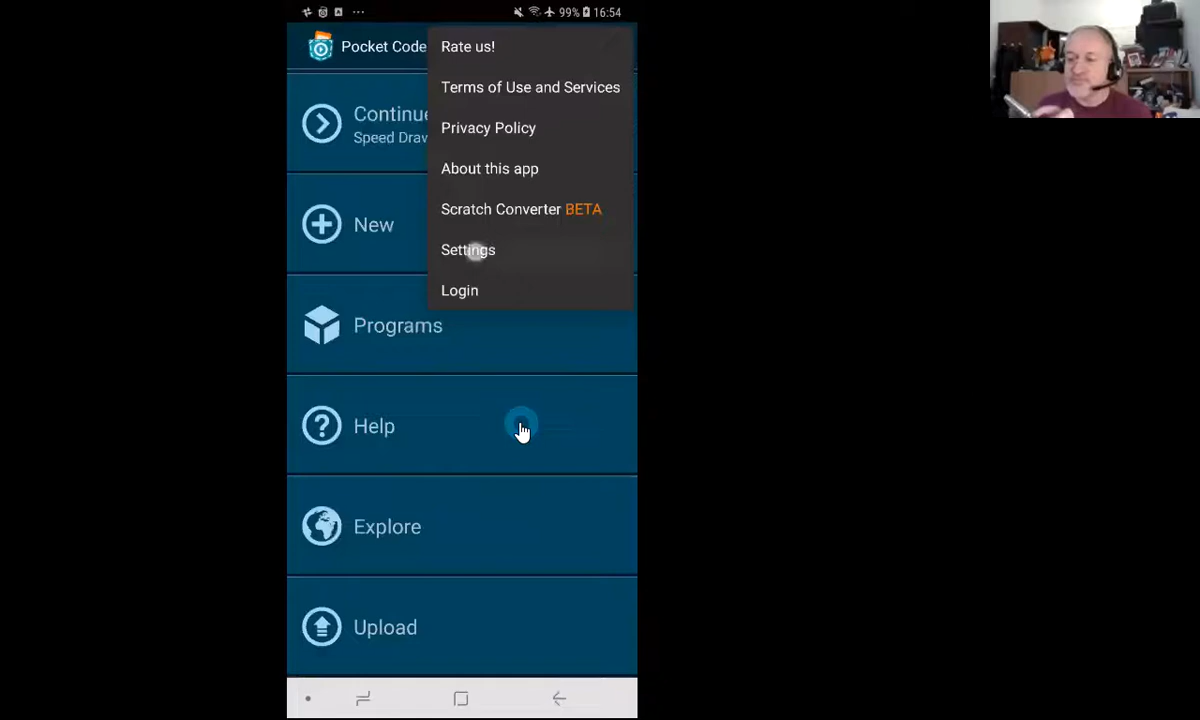 99% 16:54
Pocket Code
Rate us!
Terms of Use and Services
Privacy Policy
About this app
Scratch Converter BETA
Settings
Login
Continue
Speed Draw
New
Programs
Help
Explore
Upload